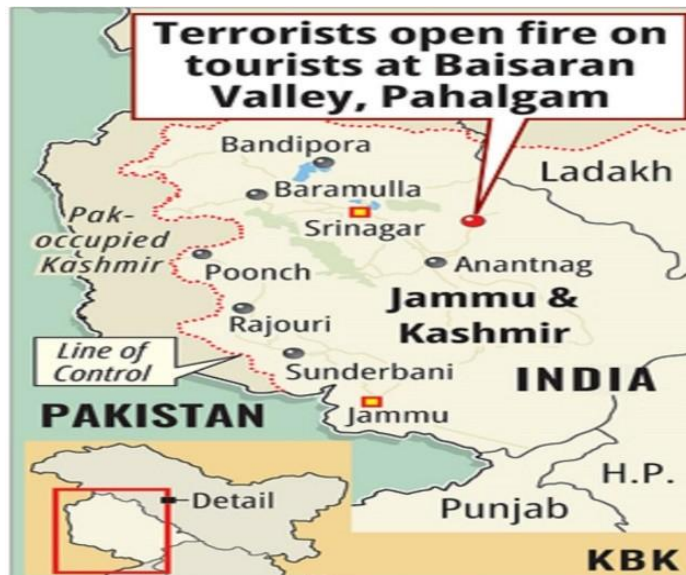 Terrorists open fire on
tourists at Baisaran
Valley, Pahalgam
Bandipora
Ladakh
Baramulla
Pak-
occupied
Kashmir
Srinagar
Poonch
Anantnag
Jammu &
Kashmir
Rajouri
Line of
Control
Sunderbani
INDIA
PAKISTAN
Jammu
H.P.
Detail
Punjab
KBK